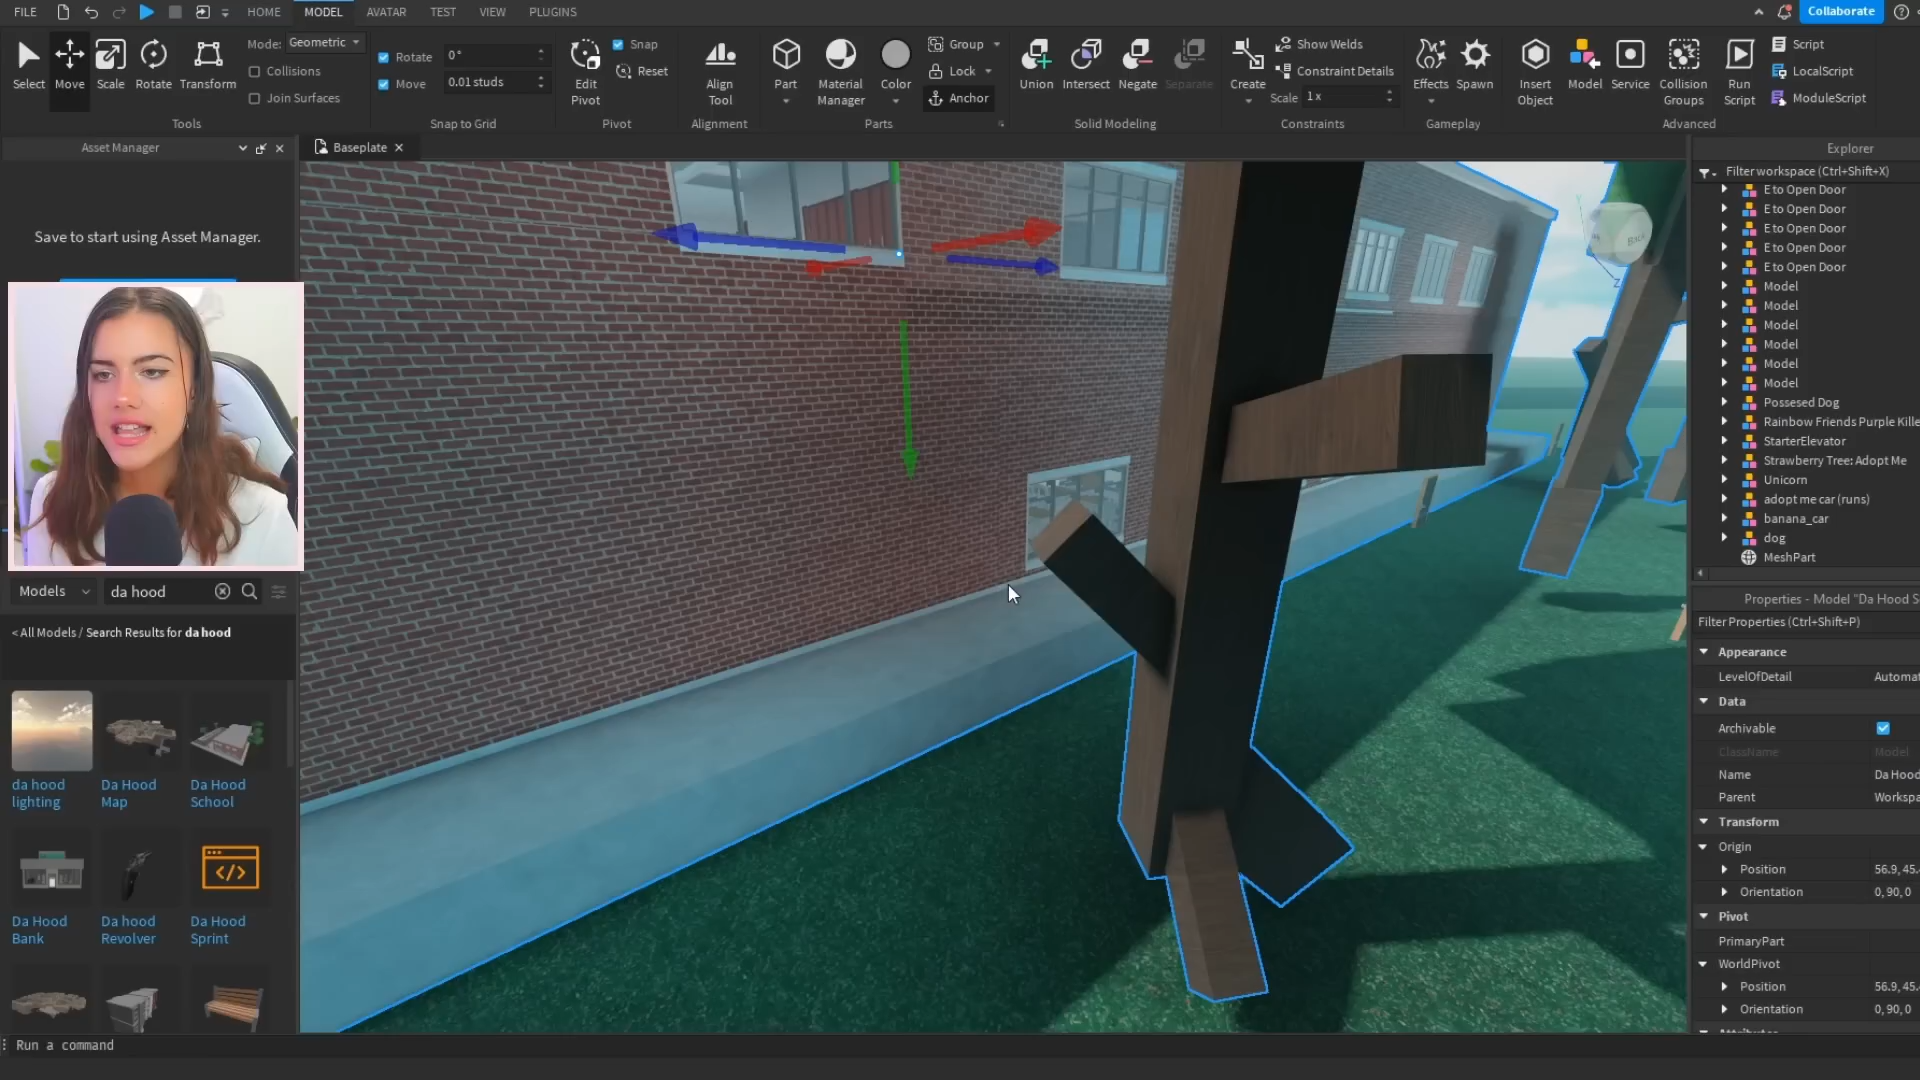 FILE HOME MODEL AVATAR TEST VIEW PLUGINS Collaborate
Select Move Scale Rotate Transform
Mode: Geometric
Collisions
Join Surfaces
Tools
Rotate 0°
Move 0.01 studs
Snap to Grid
Edit Pivot
Snap
Reset
Pivot
Align Tool
Alignment
Part Material Manager Color
Group
Lock
Anchor
Parts
Union Intersect Negate Separate
Solid Modeling
Create
Show Welds
Constraint Details
Scale 1 x
Constraints
Effects Spawn
Gameplay
Insert Object Model Service Collision Groups Run Script
Script
LocalScript
ModuleScript
Advanced
Asset Manager
Save to start using Asset Manager.
Models da hood
< All Models / Search Results for da hood
da hood lighting
Da Hood Map
Da Hood School
Da Hood Bank
Da hood Revolver
Da Hood Sprint
Baseplate
Back
Z
Explorer
Filter workspace (Ctrl+Shift+X)
E to Open Door
E to Open Door
E to Open Door
E to Open Door
E to Open Door
Model
Model
Model
Model
Model
Model
Possesed Dog
Rainbow Friends Purple Kille
StarterElevator
Strawberry Tree: Adopt Me
Unicorn
adopt me car (runs)
banana_car
dog
MeshPart
Properties - Model "Da Hood S
Filter Properties (Ctrl+Shift+P)
Appearance
LevelOfDetail Automa
Data
Archivable
ClassName Model
Name Da Hood
Parent Workspa
Transform
Origin
Position 56.9, 45.
Orientation 0, 90, 0
Pivot
PrimaryPart
WorldPivot
Position 56.9, 45.
Orientation 0, 90, 0
Run a command